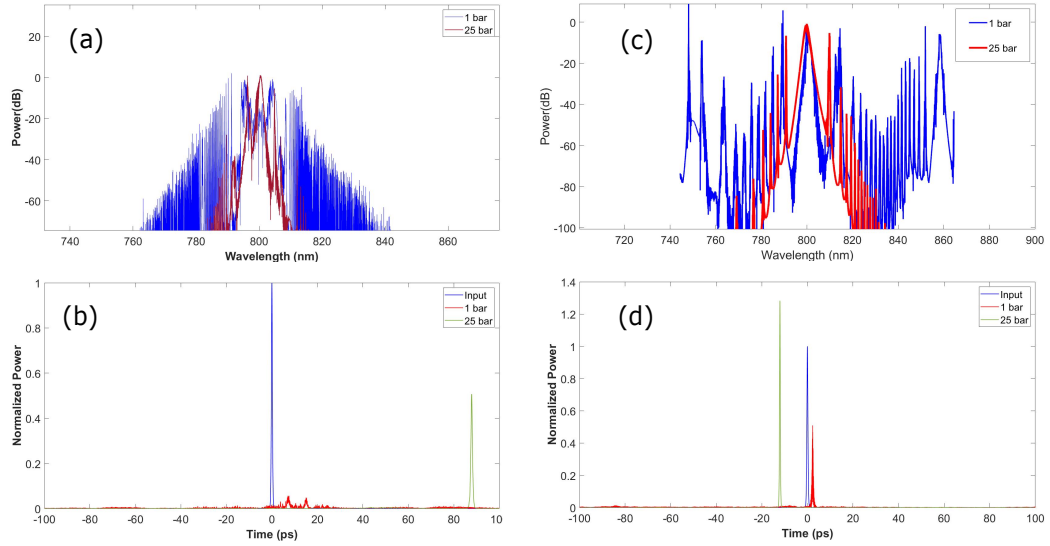 (a)
1 bar
25 bar
Power(dB)
20
0
-20
-40
-60
740
760
780
800
820
840
860
Wavelength (nm)
(c)
1 bar
25 bar
Power(dB)
0
-20
-40
-60
-80
-100
720
740
760
780
800
820
840
860
880
900
Wavelength (nm)
(b)
Input
1 bar
25 bar
Normalized Power
1
0.8
0.6
0.4
0.2
0
-100
-80
-60
-40
-20
0
20
40
60
80
100
Time (ps)
(d)
Input
1 bar
25 bar
Normalized Power
1.4
1.2
1
0.8
0.6
0.4
0.2
0
-100
-80
-60
-40
-20
0
20
40
60
80
100
Time (ps)